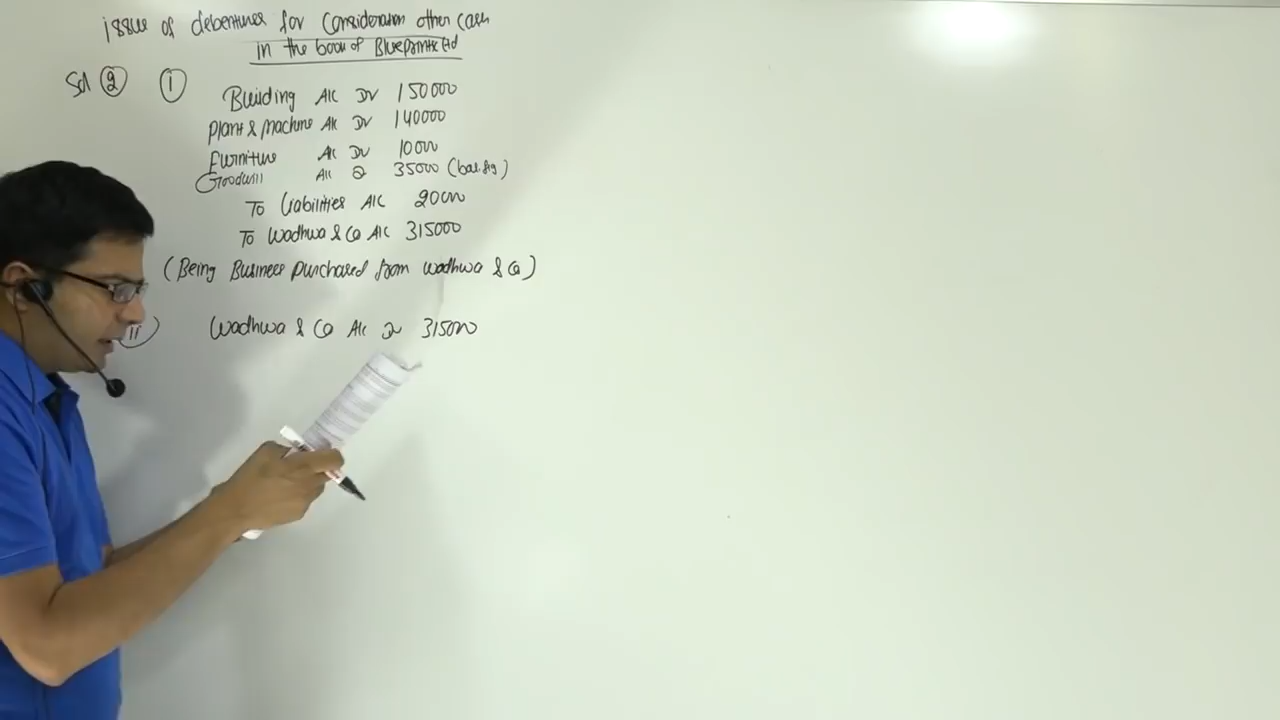 issue of debentures for Consideration other Cash
in the book of Blueprints Ltd
Sol ② ①
Building A/c Dr 150000
Plant & Machine A/c Dr 140000
Furniture A/c Dr 10000
Goodwill A/c Dr 35000 (bal. fig)
To Liabilities A/c 20000
To Wadhwa & Co A/c 315000
(Being Business purchased from Wadhwa & Co)
II Wadhwa & Co A/c Dr 315000